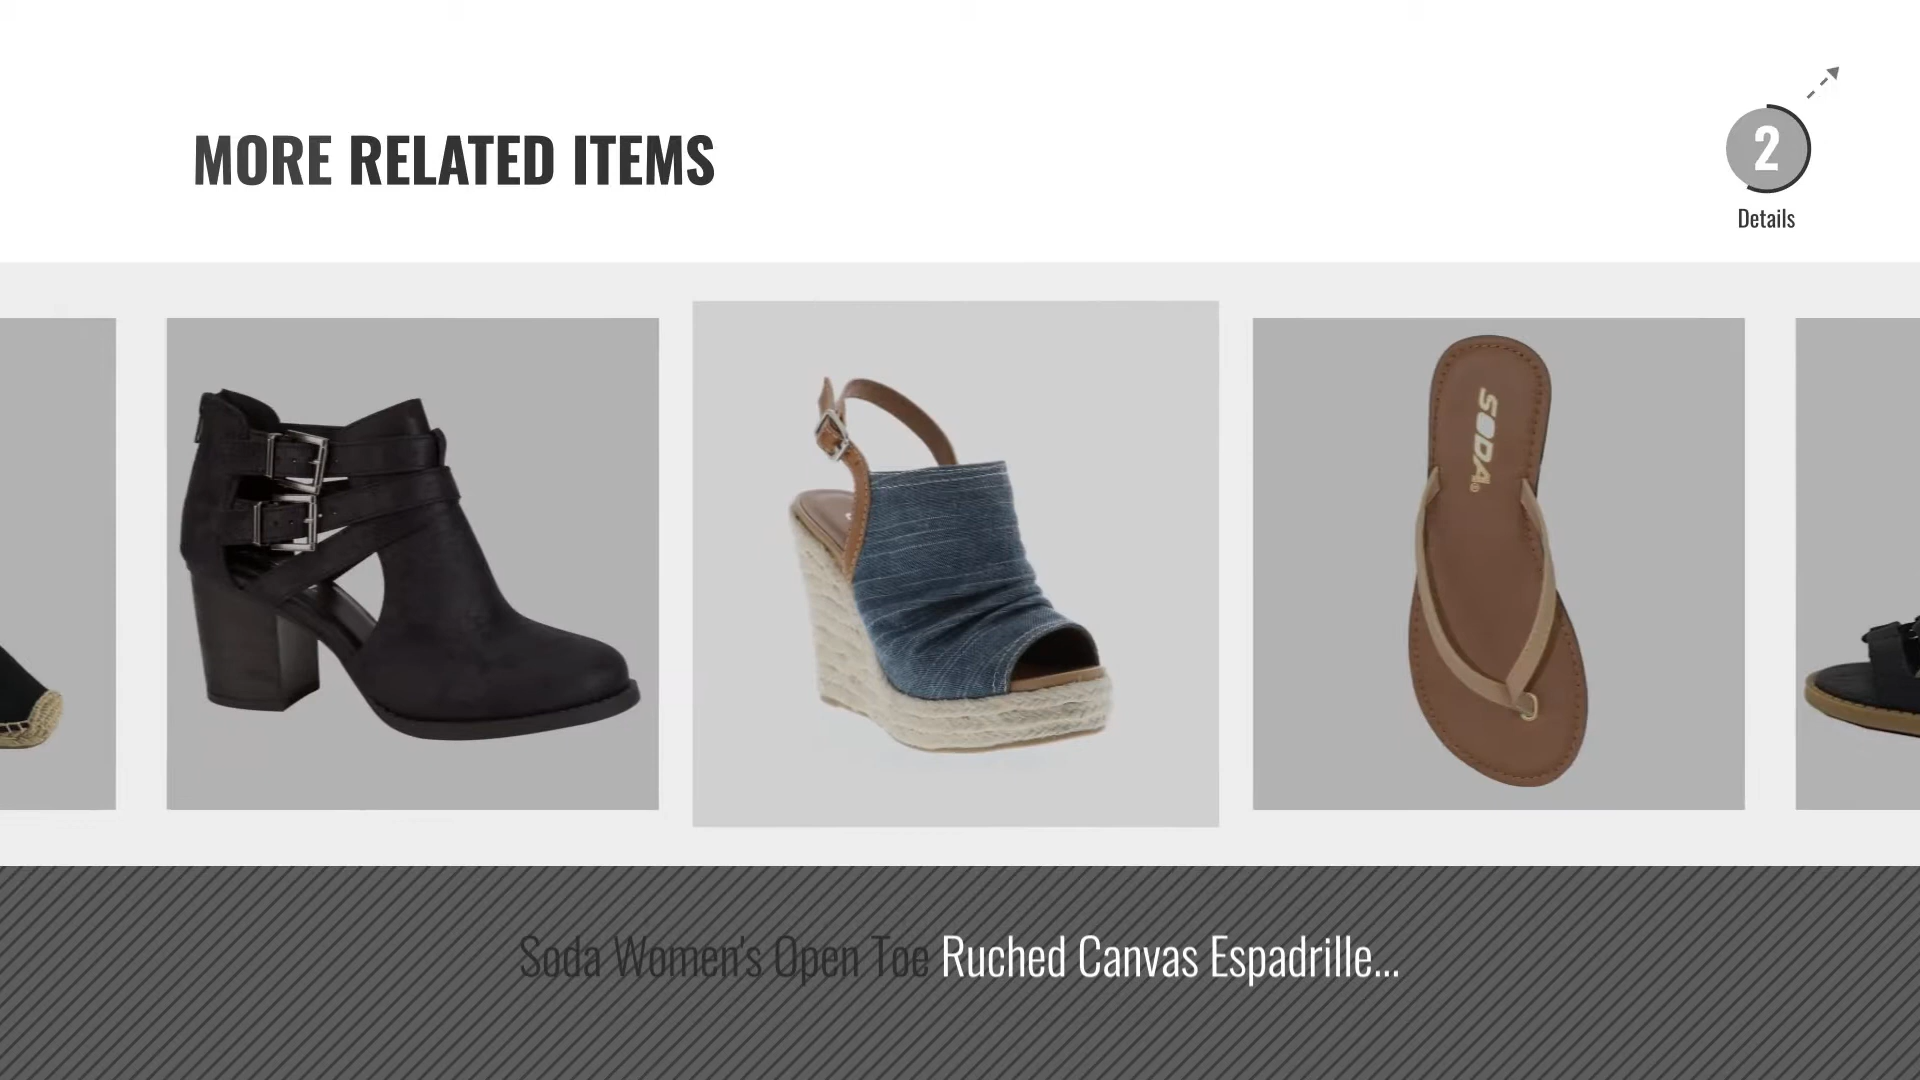 MORE RELATED ITEMS
2
Details
SODA®
Soda Women's Open Toe Ruched Canvas Espadrille...